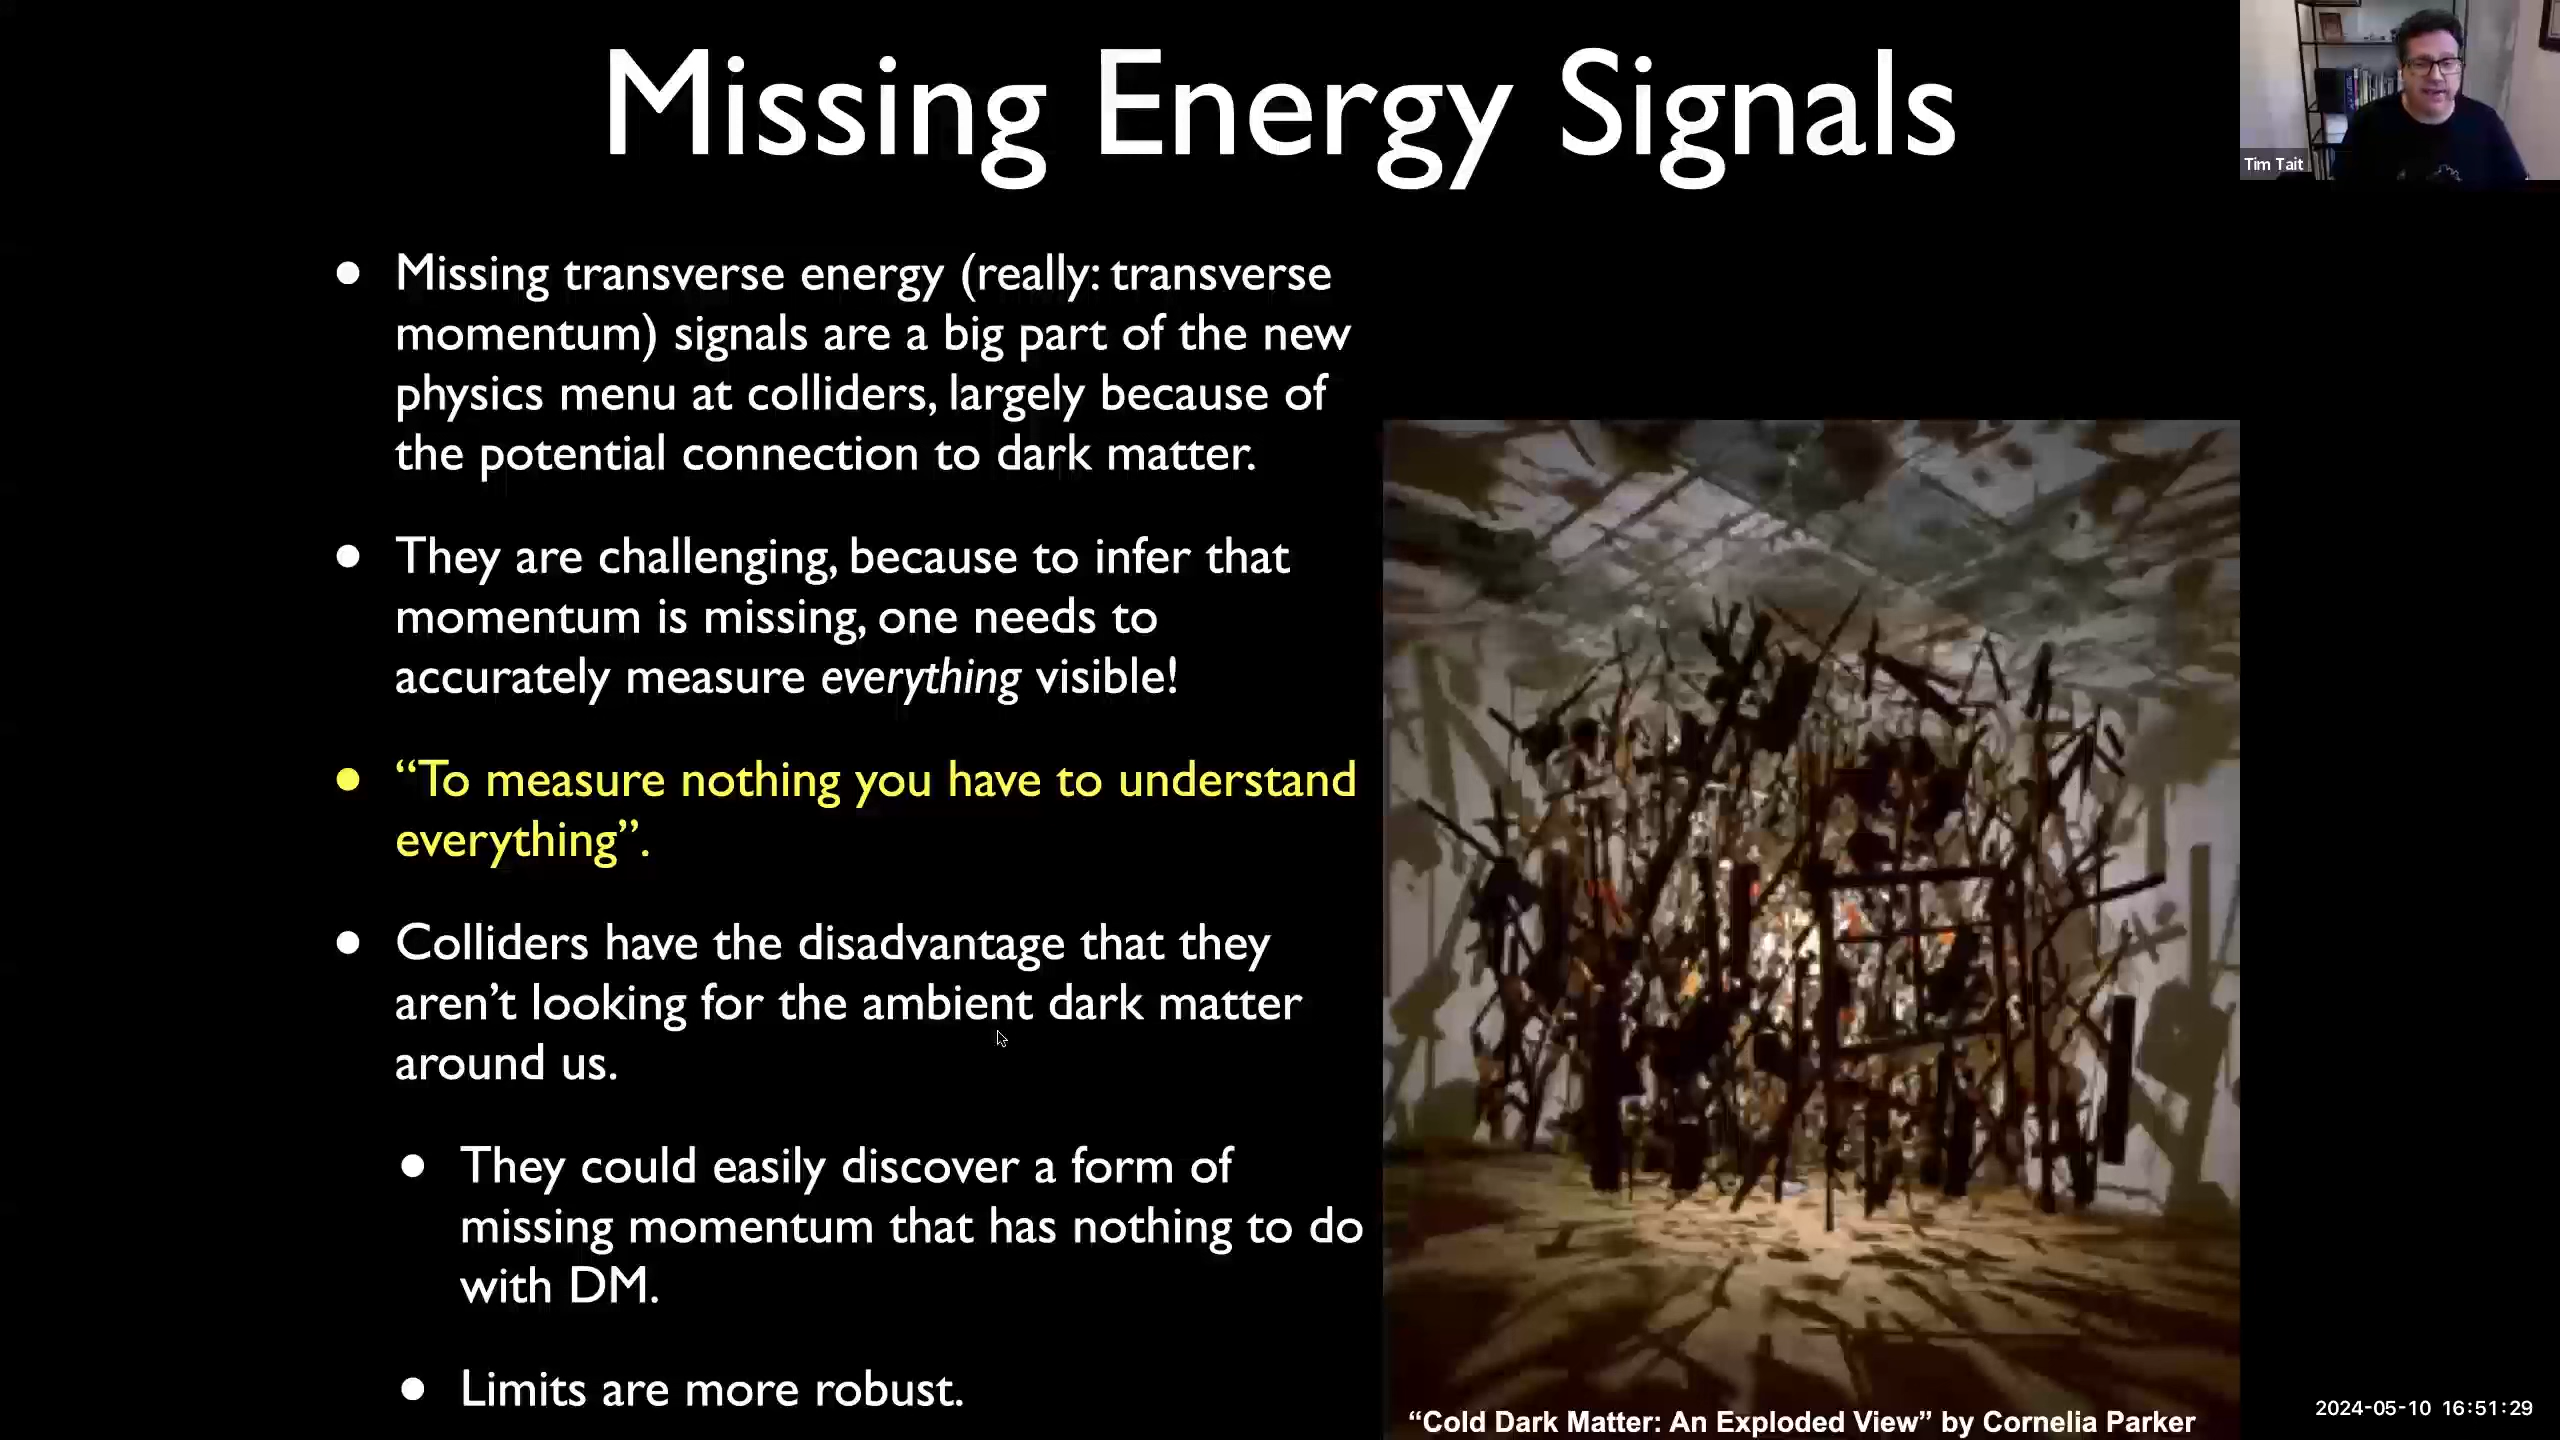 Missing Energy Signals
Tim Tait
• Missing transverse energy (really: transverse
momentum) signals are a big part of the new
physics menu at colliders, largely because of
the potential connection to dark matter.
• They are challenging, because to infer that
momentum is missing, one needs to
accurately measure everything visible!
• “To measure nothing you have to understand
everything”.
• Colliders have the disadvantage that they
aren’t looking for the ambient dark matter
around us.
• They could easily discover a form of
missing momentum that has nothing to do
with DM.
• Limits are more robust.
“Cold Dark Matter: An Exploded View” by Cornelia Parker
2024-05-10 16:51:29